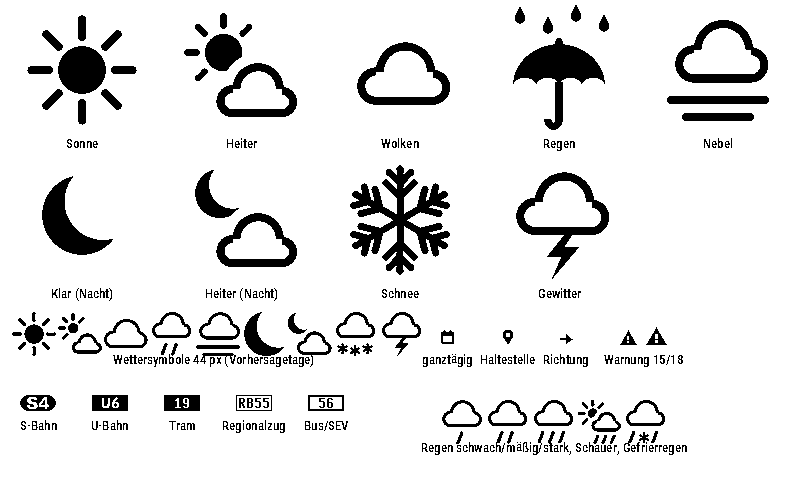 Sonne Heiter Wolken Regen Nebel
Klar (Nacht) Heiter (Nacht) Schnee Gewitter
Wettersymbole 44 px (Vorhersagetage) ganztägig Haltestelle Richtung Warnung 15/18
S4 U6 19 RB55 56
S-Bahn U-Bahn Tram Regionalzug Bus/SEV
Regen schwach/mäßig/stark, Schauer, Gefrierregen